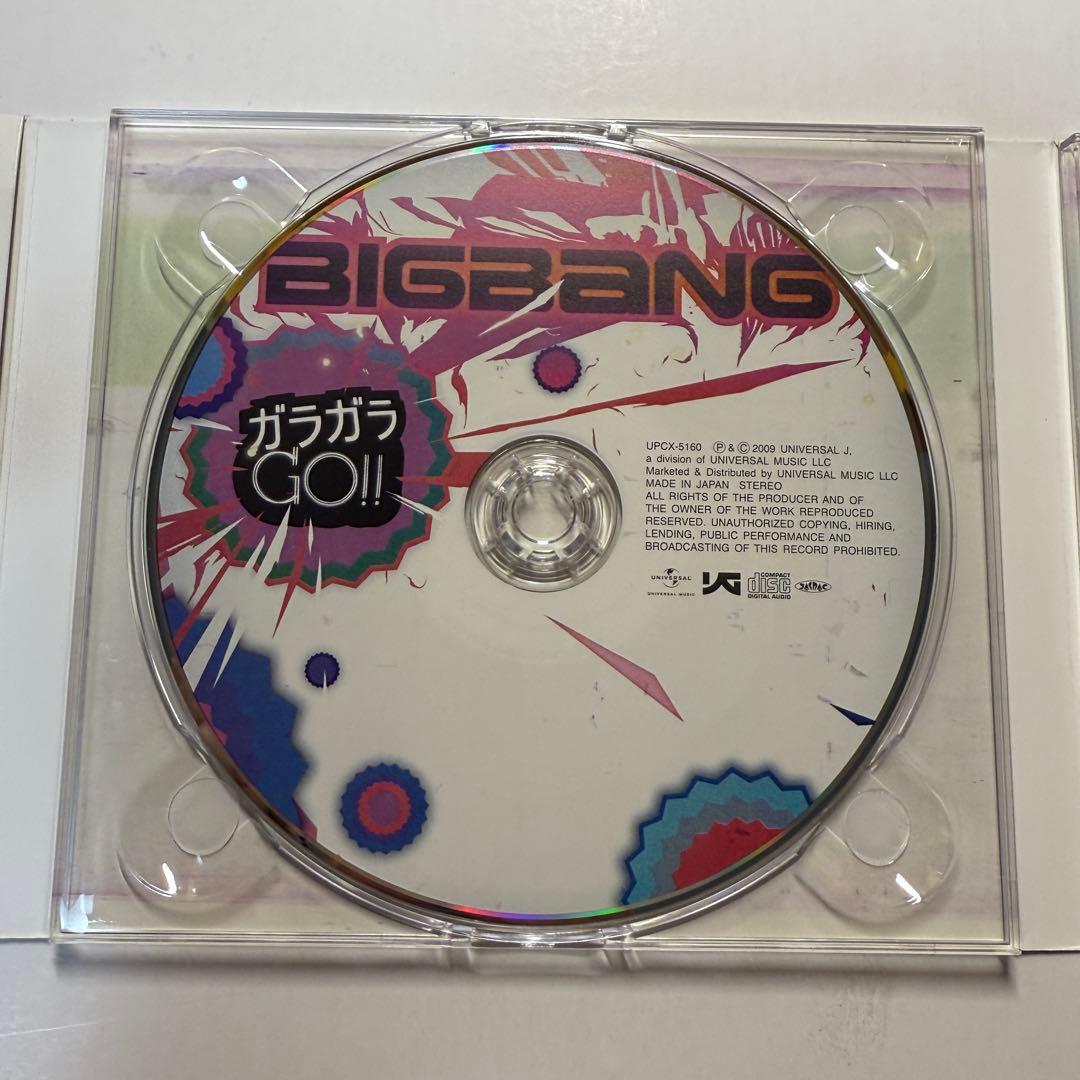 BIGBANG
ガラガラ
GO!!
UPCX-5160 Ⓟ & Ⓒ 2009 UNIVERSAL J,
a division of UNIVERSAL MUSIC LLC
Marketed & Distributed by UNIVERSAL MUSIC LLC
MADE IN JAPAN STEREO
ALL RIGHTS OF THE PRODUCER AND OF
THE OWNER OF THE WORK REPRODUCED
RESERVED. UNAUTHORIZED COPYING, HIRING,
LENDING, PUBLIC PERFORMANCE AND
BROADCASTING OF THIS RECORD PROHIBITED.
UNIVERSAL
UNIVERSAL MUSIC
YG
COMPACT
disc
DIGITAL AUDIO
JASRAC